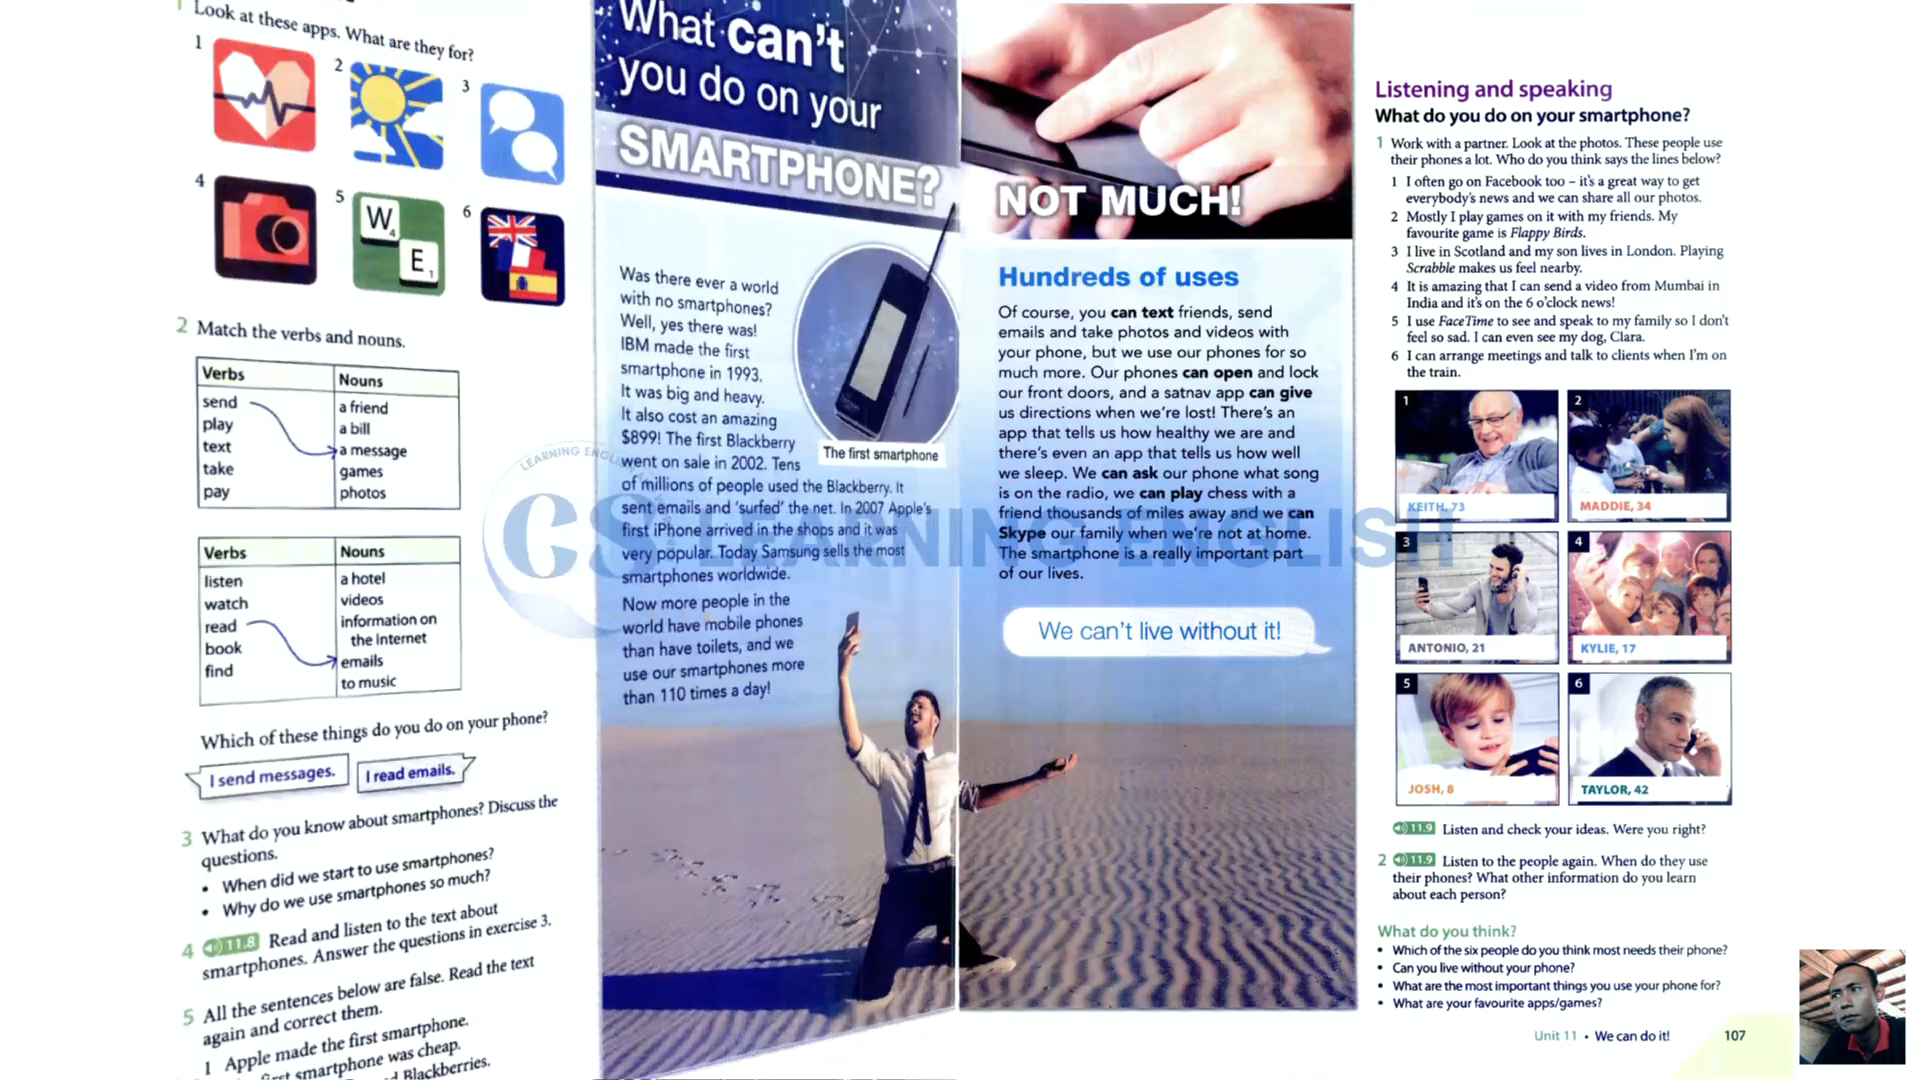 1 Look at these apps. What are they for?
1
2
3
4
5
6
W4
E1
2 Match the verbs and nouns.
Verbs
Nouns
send
a friend
play
a bill
text
a message
take
games
pay
photos
Verbs
Nouns
listen
a hotel
watch
videos
read
information on
the Internet
book
emails
find
to music
Which of these things do you do on your phone?
I send messages.
I read emails.
3 What do you know about smartphones? Discuss the
questions.
• When did we start to use smartphones?
• Why do we use smartphones so much?
4 11.8 Read and listen to the text about
smartphones. Answer the questions in exercise 3.
5 All the sentences below are false. Read the text
again and correct them.
1 Apple made the first smartphone.
smartphone was cheap.
Blackberries.
What can't
you do on your
SMARTPHONE?
Was there ever a world
with no smartphones?
Well, yes there was!
IBM made the first
smartphone in 1993.
It was big and heavy.
It also cost an amazing
$899! The first Blackberry
went on sale in 2002. Tens
of millions of people used the Blackberry. It
sent emails and 'surfed' the net. In 2007 Apple's
first iPhone arrived in the shops and it was
very popular. Today Samsung sells the most
smartphones worldwide.
Now more people in the
world have mobile phones
than have toilets, and we
use our smartphones more
than 110 times a day!
The first smartphone
NOT MUCH!
Hundreds of uses
Of course, you can text friends, send
emails and take photos and videos with
your phone, but we use our phones for so
much more. Our phones can open and lock
our front doors, and a satnav app can give
us directions when we're lost! There's an
app that tells us how healthy we are and
there's even an app that tells us how well
we sleep. We can ask our phone what song
is on the radio, we can play chess with a
friend thousands of miles away and we can
Skype our family when we're not at home.
The smartphone is a really important part
of our lives.
We can't live without it!
LEARNING ENGLISH
CS LEARNING ENGLISH
Listening and speaking
What do you do on your smartphone?
1 Work with a partner. Look at the photos. These people use
their phones a lot. Who do you think says the lines below?
1 I often go on Facebook too – it's a great way to get
everybody's news and we can share all our photos.
2 Mostly I play games on it with my friends. My
favourite game is Flappy Birds.
3 I live in Scotland and my son lives in London. Playing
Scrabble makes us feel nearby.
4 It is amazing that I can send a video from Mumbai in
India and it's on the 6 o'clock news!
5 I use FaceTime to see and speak to my family so I don't
feel so sad. I can even see my dog, Clara.
6 I can arrange meetings and talk to clients when I'm on
the train.
1
KEITH, 73
2
MADDIE, 34
3
ANTONIO, 21
4
KYLIE, 17
5
JOSH, 8
6
TAYLOR, 42
11.9 Listen and check your ideas. Were you right?
2 11.9 Listen to the people again. When do they use
their phones? What other information do you learn
about each person?
What do you think?
• Which of the six people do you think most needs their phone?
• Can you live without your phone?
• What are the most important things you use your phone for?
• What are your favourite apps/games?
Unit 11 • We can do it! 107